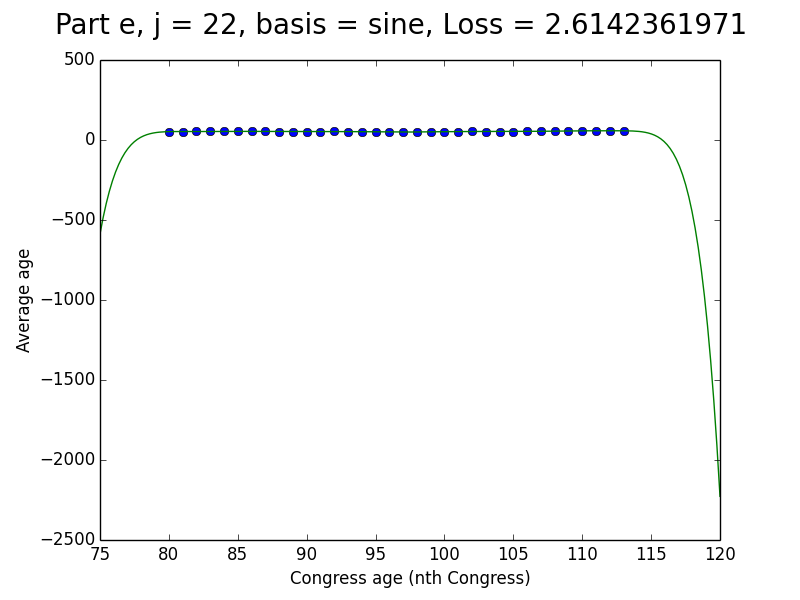 Part e, j = 22, basis = sine, Loss = 2.6142361971
500
0
−500
−1000
−1500
−2000
−2500
Average age
75 80 85 90 95 100 105 110 115 120
Congress age (nth Congress)